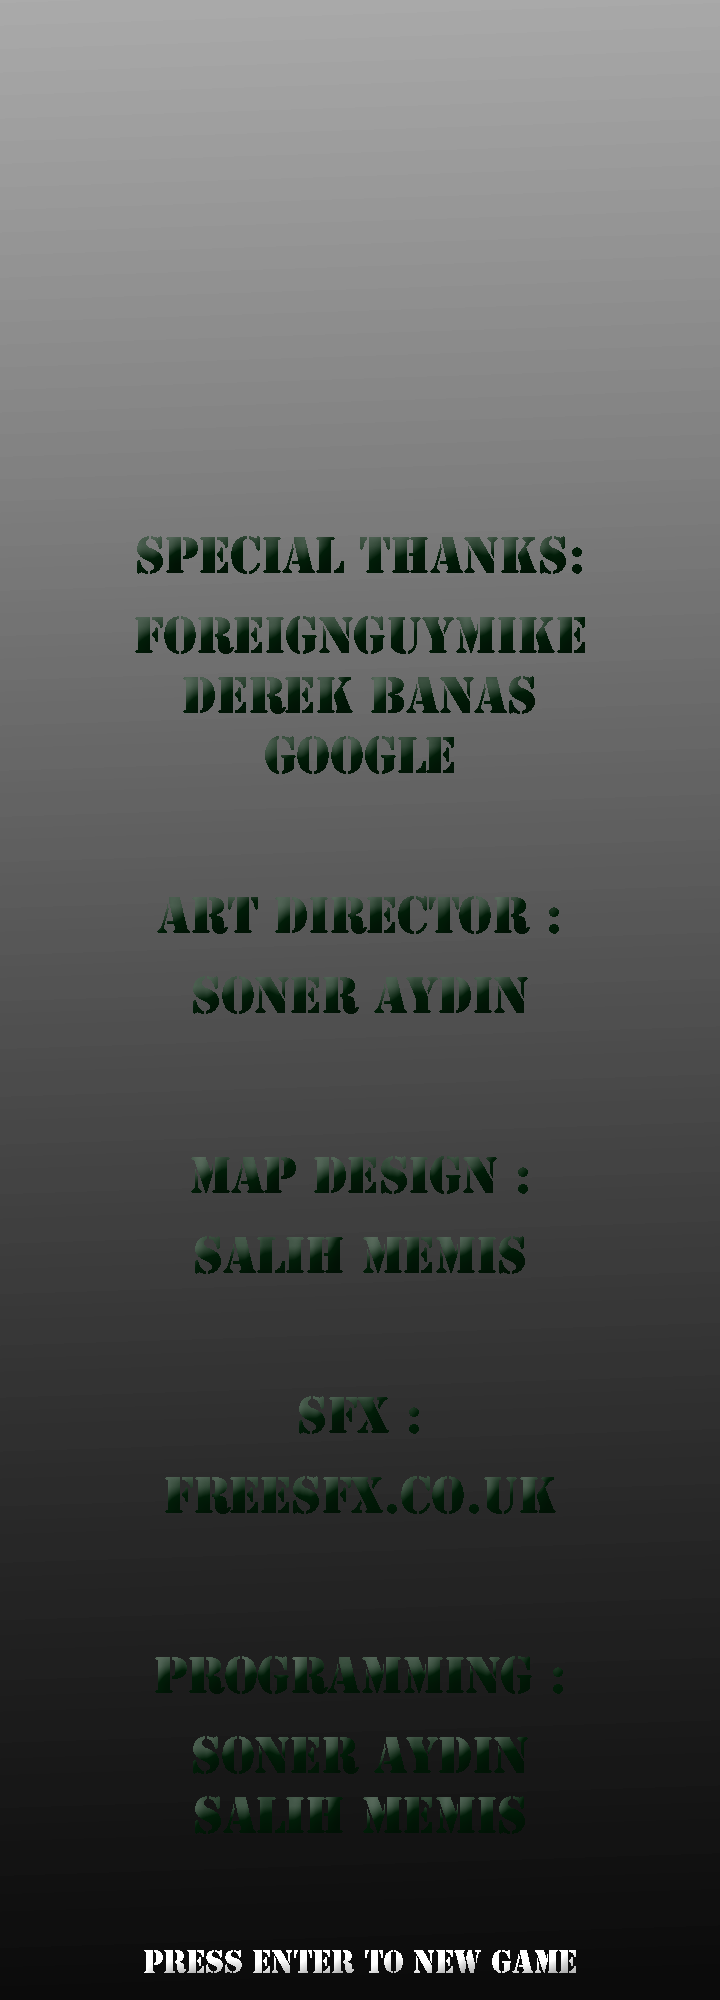 SPECIAL THANKS:
FOREIGNGUYMIKE
DEREK BANAS
GOOGLE
ART DIRECTOR :
SONER AYDIN
MAP DESIGN :
SALIH MEMIS
SFX :
FREESFX.CO.UK
PROGRAMMING :
SONER AYDIN
SALIH MEMIS
PRESS ENTER TO NEW GAME